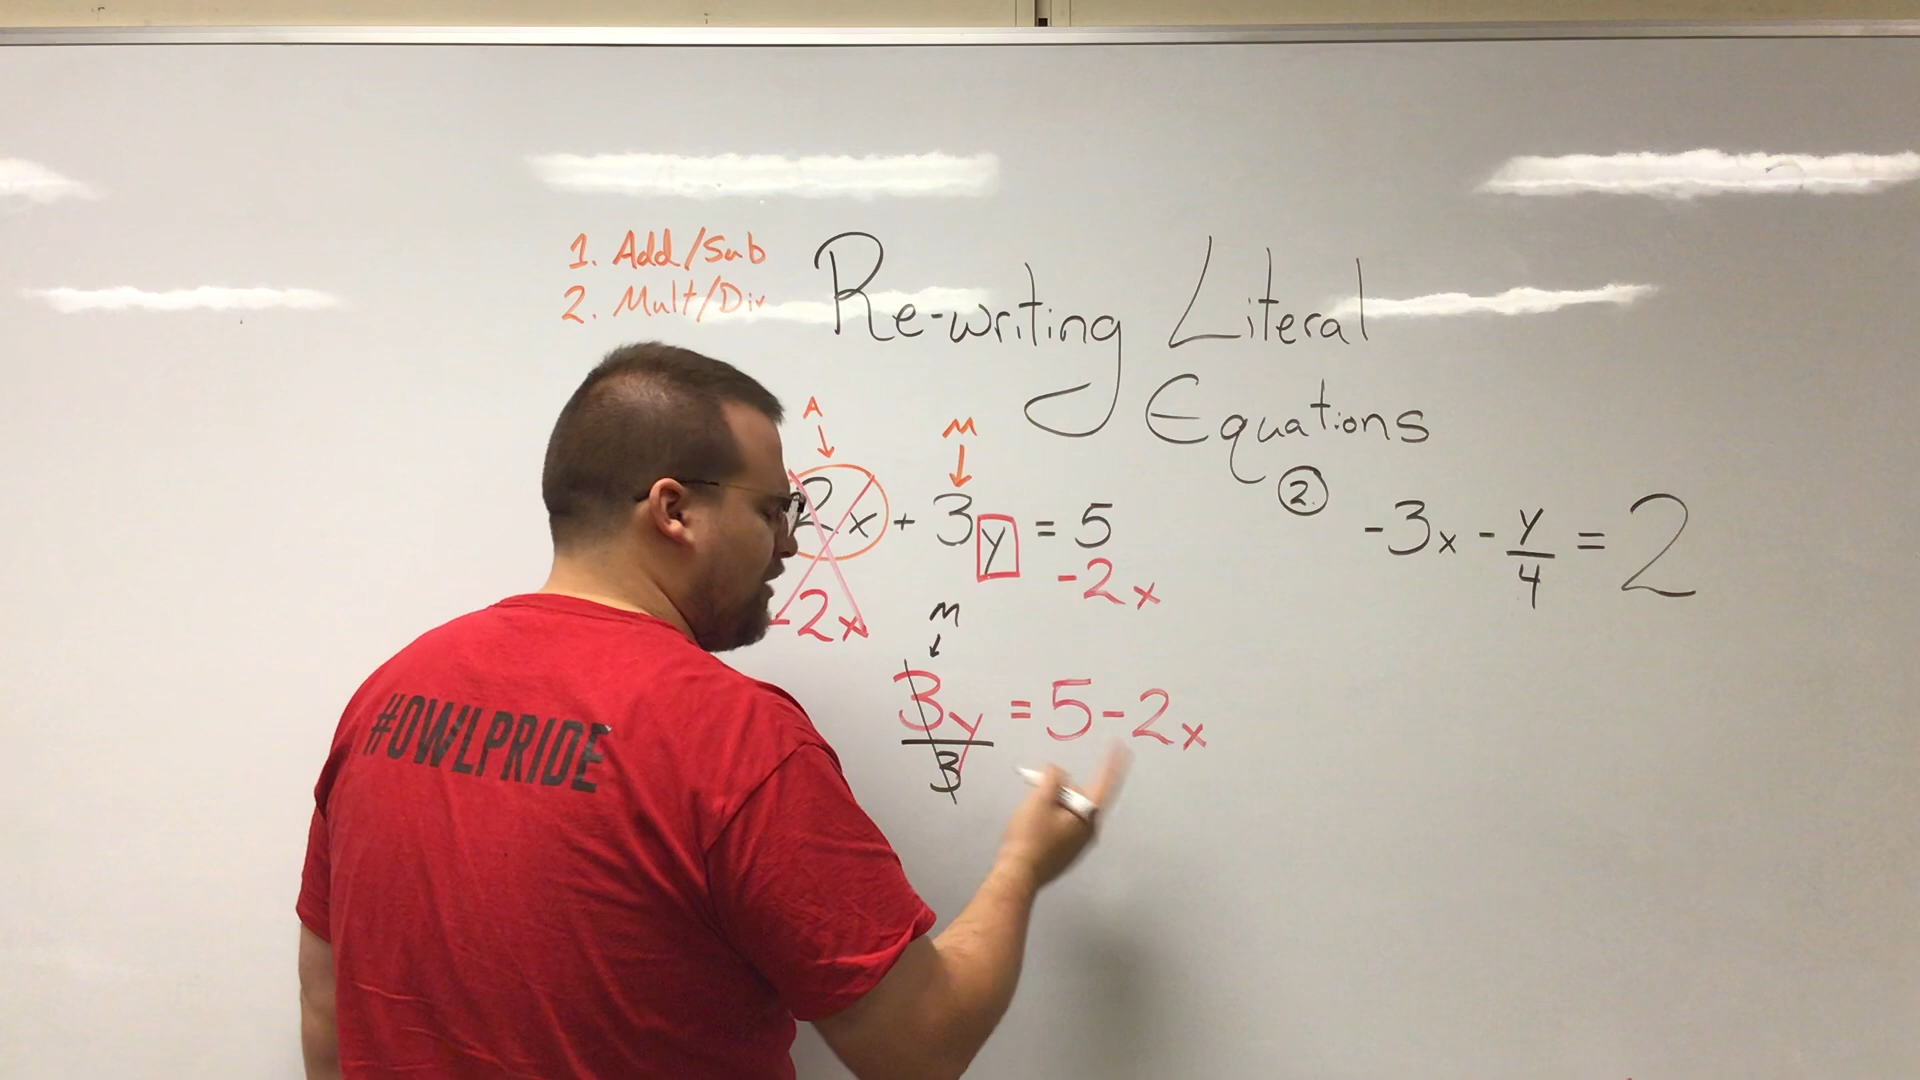 1. Add/Sub
2. Mult/Div
Re-writing Literal
Equations
A
M
2x + 3y = 5
-2x -2x
M
3y = 5-2x
3
2.
-3x - y/4 = 2
#OWLPRIDE